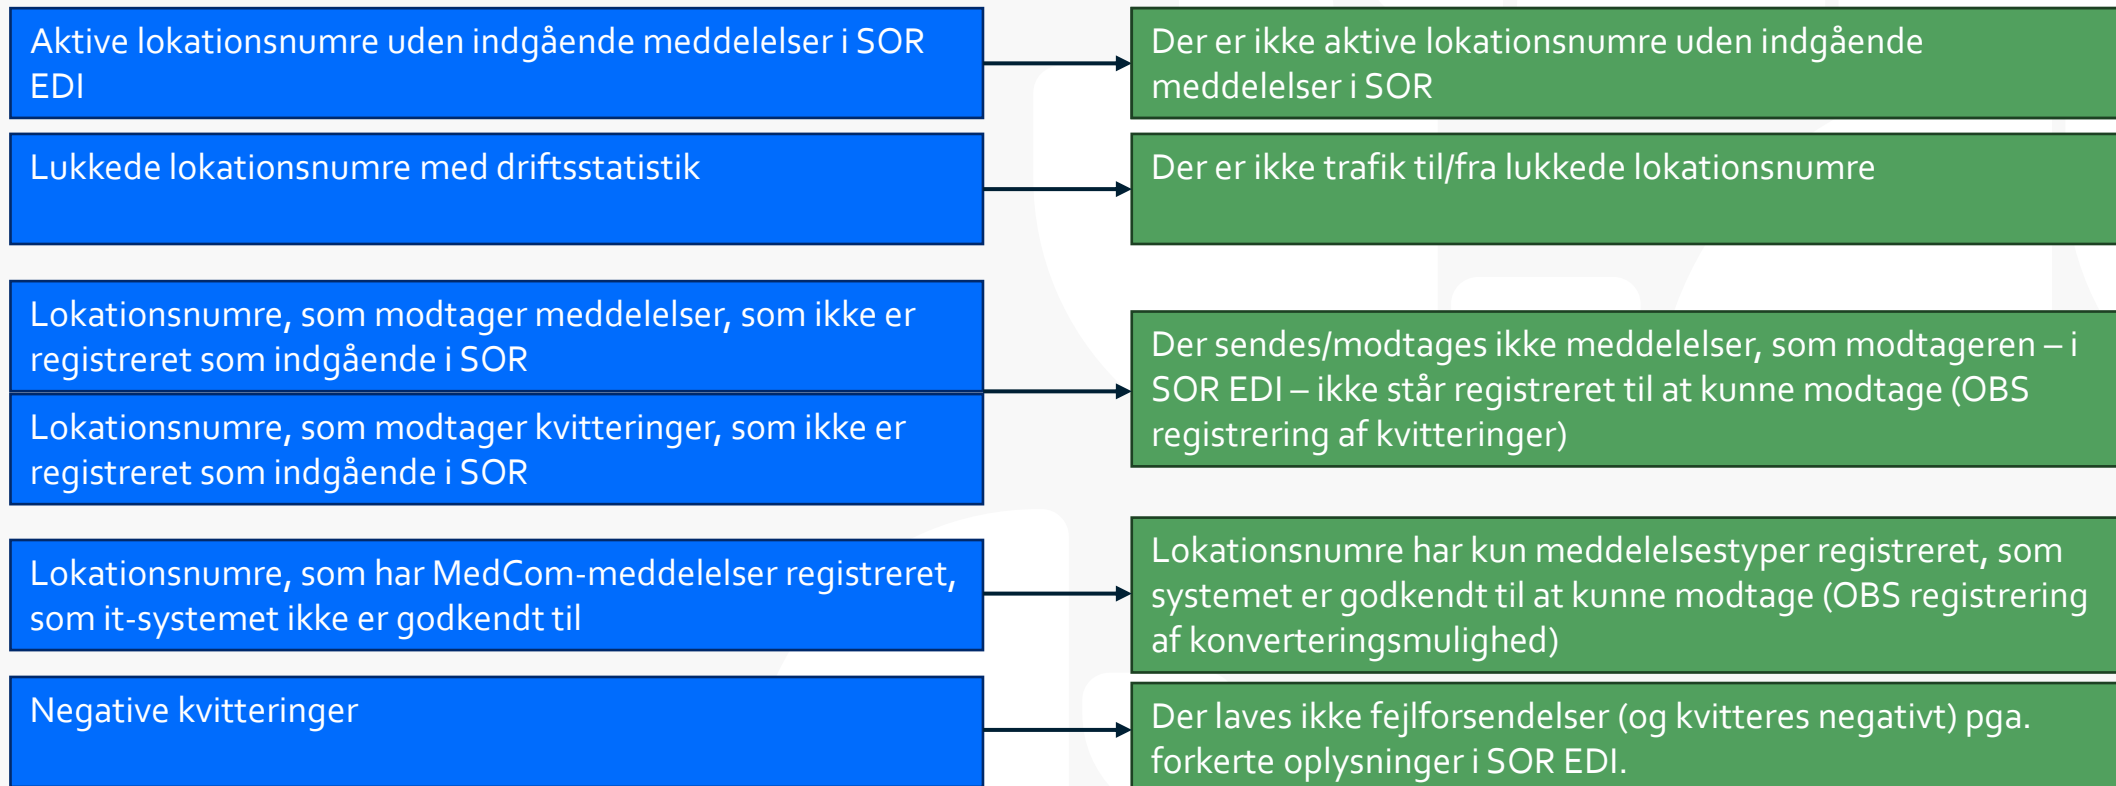 Aktive lokationsnumre uden indgående meddelelser i SOR
EDI
Der er ikke aktive lokationsnumre uden indgående
meddelelser i SOR
Lukkede lokationsnumre med driftsstatistik
Der er ikke trafik til/fra lukkede lokationsnumre
Lokationsnumre, som modtager meddelelser, som ikke er
registreret som indgående i SOR
Lokationsnumre, som modtager kvitteringer, som ikke er
registreret som indgående i SOR
Der sendes/modtages ikke meddelelser, som modtageren – i
SOR EDI – ikke står registreret til at kunne modtage (OBS
registrering af kvitteringer)
Lokationsnumre, som har MedCom-meddelelser registreret,
som it-systemet ikke er godkendt til
Lokationsnumre har kun meddelelsestyper registreret, som
systemet er godkendt til at kunne modtage (OBS registrering
af konverteringsmulighed)
Negative kvitteringer
Der laves ikke fejlforsendelser (og kvitteres negativt) pga.
forkerte oplysninger i SOR EDI.